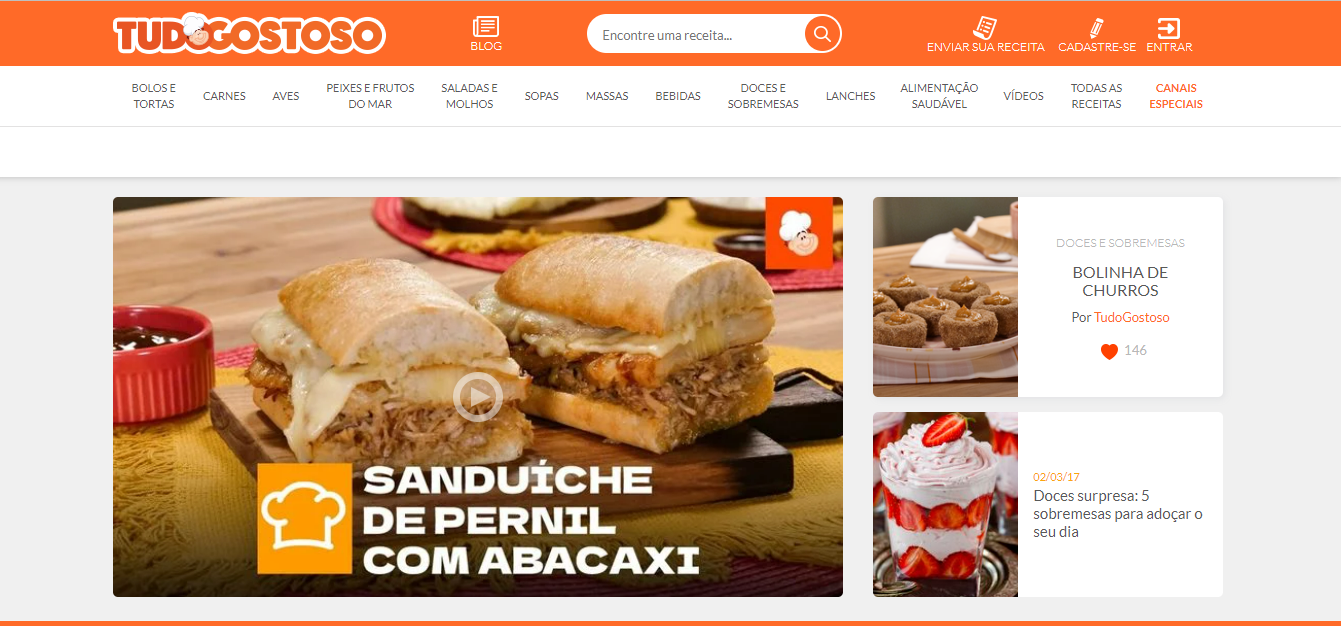 TUDOGOSTOSO
BLOG
Encontre uma receita...
ENVIAR SUA RECEITA
CADASTRE-SE
ENTRAR
BOLOS E
TORTAS
CARNES
AVES
PEIXES E FRUTOS
DO MAR
SALADAS E
MOLHOS
SOPAS
MASSAS
BEBIDAS
DOCES E
SOBREMESAS
LANCHES
ALIMENTAÇÃO
SAUDÁVEL
VÍDEOS
TODAS AS
RECEITAS
CANAIS
ESPECIAIS
SANDUÍCHE
DE PERNIL
COM ABACAXI
DOCES E SOBREMESAS
BOLINHA DE
CHURROS
Por TudoGostoso
146
02/03/17
Doces surpresa: 5
sobremesas para adoçar o
seu dia